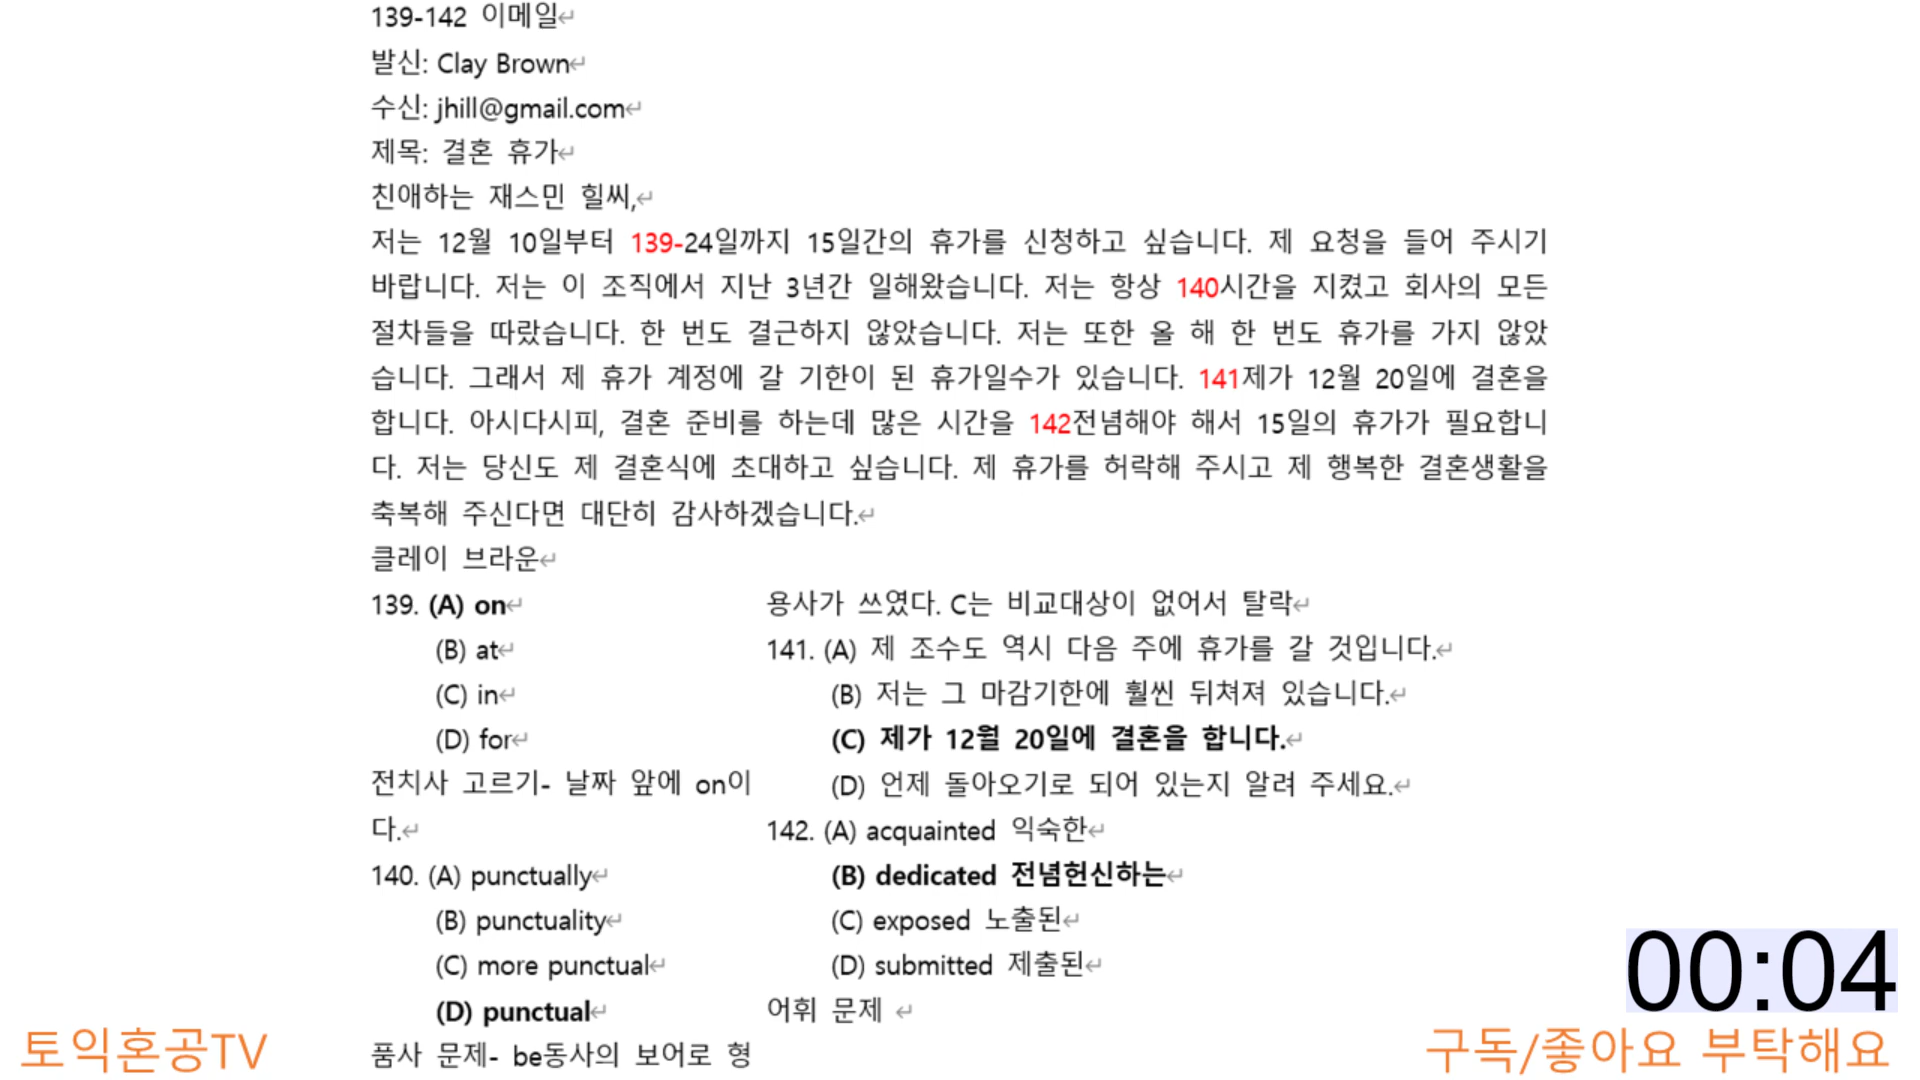 139-142 이메일↵
발신: Clay Brown↵
수신: jhill@gmail.com↵
제목: 결혼 휴가↵
친애하는 재스민 힐씨,↵
저는 12월 10일부터 139-24일까지 15일간의 휴가를 신청하고 싶습니다. 제 요청을 들어 주시기
바랍니다. 저는 이 조직에서 지난 3년간 일해왔습니다. 저는 항상 140시간을 지켰고 회사의 모든
절차들을 따랐습니다. 한 번도 결근하지 않았습니다. 저는 또한 올 해 한 번도 휴가를 가지 않았
습니다. 그래서 제 휴가 계정에 갈 기한이 된 휴가일수가 있습니다. 141제가 12월 20일에 결혼을
합니다. 아시다시피, 결혼 준비를 하는데 많은 시간을 142전념해야 해서 15일의 휴가가 필요합니
다. 저는 당신도 제 결혼식에 초대하고 싶습니다. 제 휴가를 허락해 주시고 제 행복한 결혼생활을
축복해 주신다면 대단히 감사하겠습니다.↵
클레이 브라운↵
139. (A) on↵
(B) at↵
(C) in↵
(D) for↵
전치사 고르기- 날짜 앞에 on이
다.↵
140. (A) punctually↵
(B) punctuality↵
(C) more punctual↵
(D) punctual↵
품사 문제- be동사의 보어로 형
용사가 쓰였다. C는 비교대상이 없어서 탈락↵
141. (A) 제 조수도 역시 다음 주에 휴가를 갈 것입니다.↵
(B) 저는 그 마감기한에 훨씬 뒤쳐져 있습니다.↵
(C) 제가 12월 20일에 결혼을 합니다.↵
(D) 언제 돌아오기로 되어 있는지 알려 주세요.↵
142. (A) acquainted 익숙한↵
(B) dedicated 전념헌신하는↵
(C) exposed 노출된↵
(D) submitted 제출된↵
어휘 문제 ↵
00:04
토익혼공TV
구독/좋아요 부탁해요